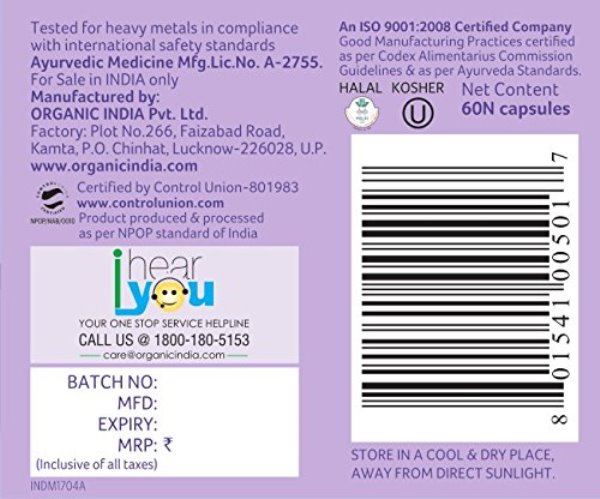 Tested for heavy metals in compliance
with international safety standards
Ayurvedic Medicine Mfg.Lic.No. A-2755.
For Sale in INDIA only
Manufactured by:
ORGANIC INDIA Pvt. Ltd.
Factory: Plot No.266, Faizabad Road,
Kamta, P.O. Chinhat, Lucknow-226028, U.P.
www.organicindia.com
Certified by Control Union-801983
www.controlunion.com
Product produced & processed
as per NPOP standard of India
NPOP/NAB/0010
i hear
you
YOUR ONE STOP SERVICE HELPLINE
CALL US @ 1800-180-5153
care@organicindia.com
BATCH NO:
MFD:
EXPIRY:
MRP: ₹
(Inclusive of all taxes)
INDM1704A
An ISO 9001:2008 Certified Company
Good Manufacturing Practices certified
as per Codex Alimentarius Commission
Guidelines & as per Ayurveda Standards.
HALAL KOSHER
U
Net Content
60N capsules
8 01541 00501 7
STORE IN A COOL & DRY PLACE,
AWAY FROM DIRECT SUNLIGHT.